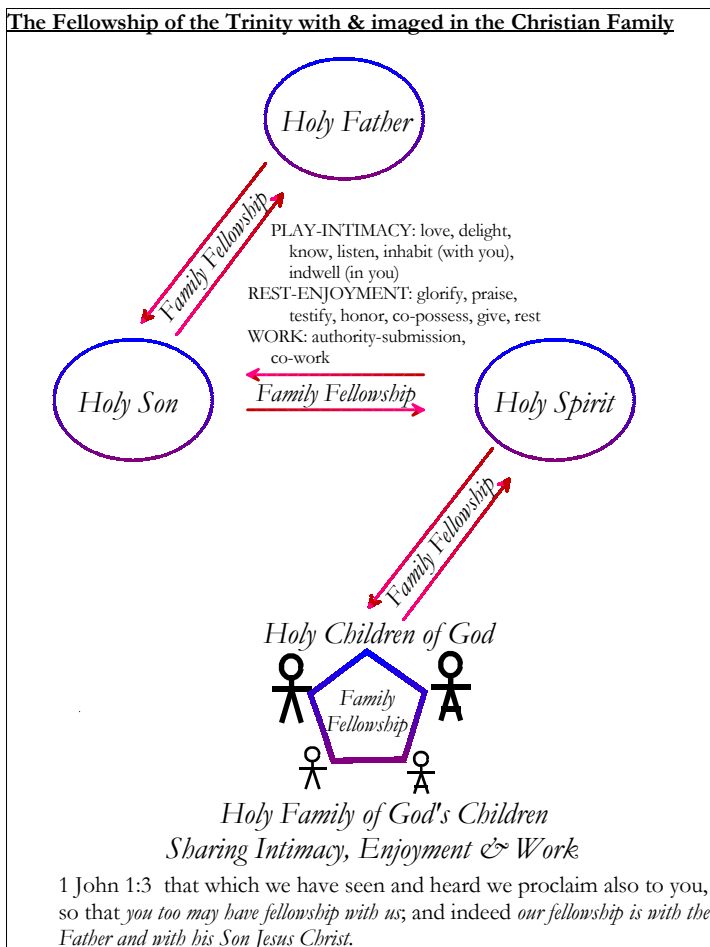 The Fellowship of the Trinity with & imaged in the Christian Family
Holy Father
Family Fellowship
PLAY-INTIMACY: love, delight,
know, listen, inhabit (with you),
indwell (in you)
REST-ENJOYMENT: glorify, praise,
testify, honor, co-possess, give, rest
WORK: authority-submission,
co-work
Holy Son
Family Fellowship
Holy Spirit
Family Fellowship
Holy Children of God
Family
Fellowship
Holy Family of God's Children
Sharing Intimacy, Enjoyment & Work
1 John 1:3 that which we have seen and heard we proclaim also to you,
so that you too may have fellowship with us; and indeed our fellowship is with the
Father and with his Son Jesus Christ.